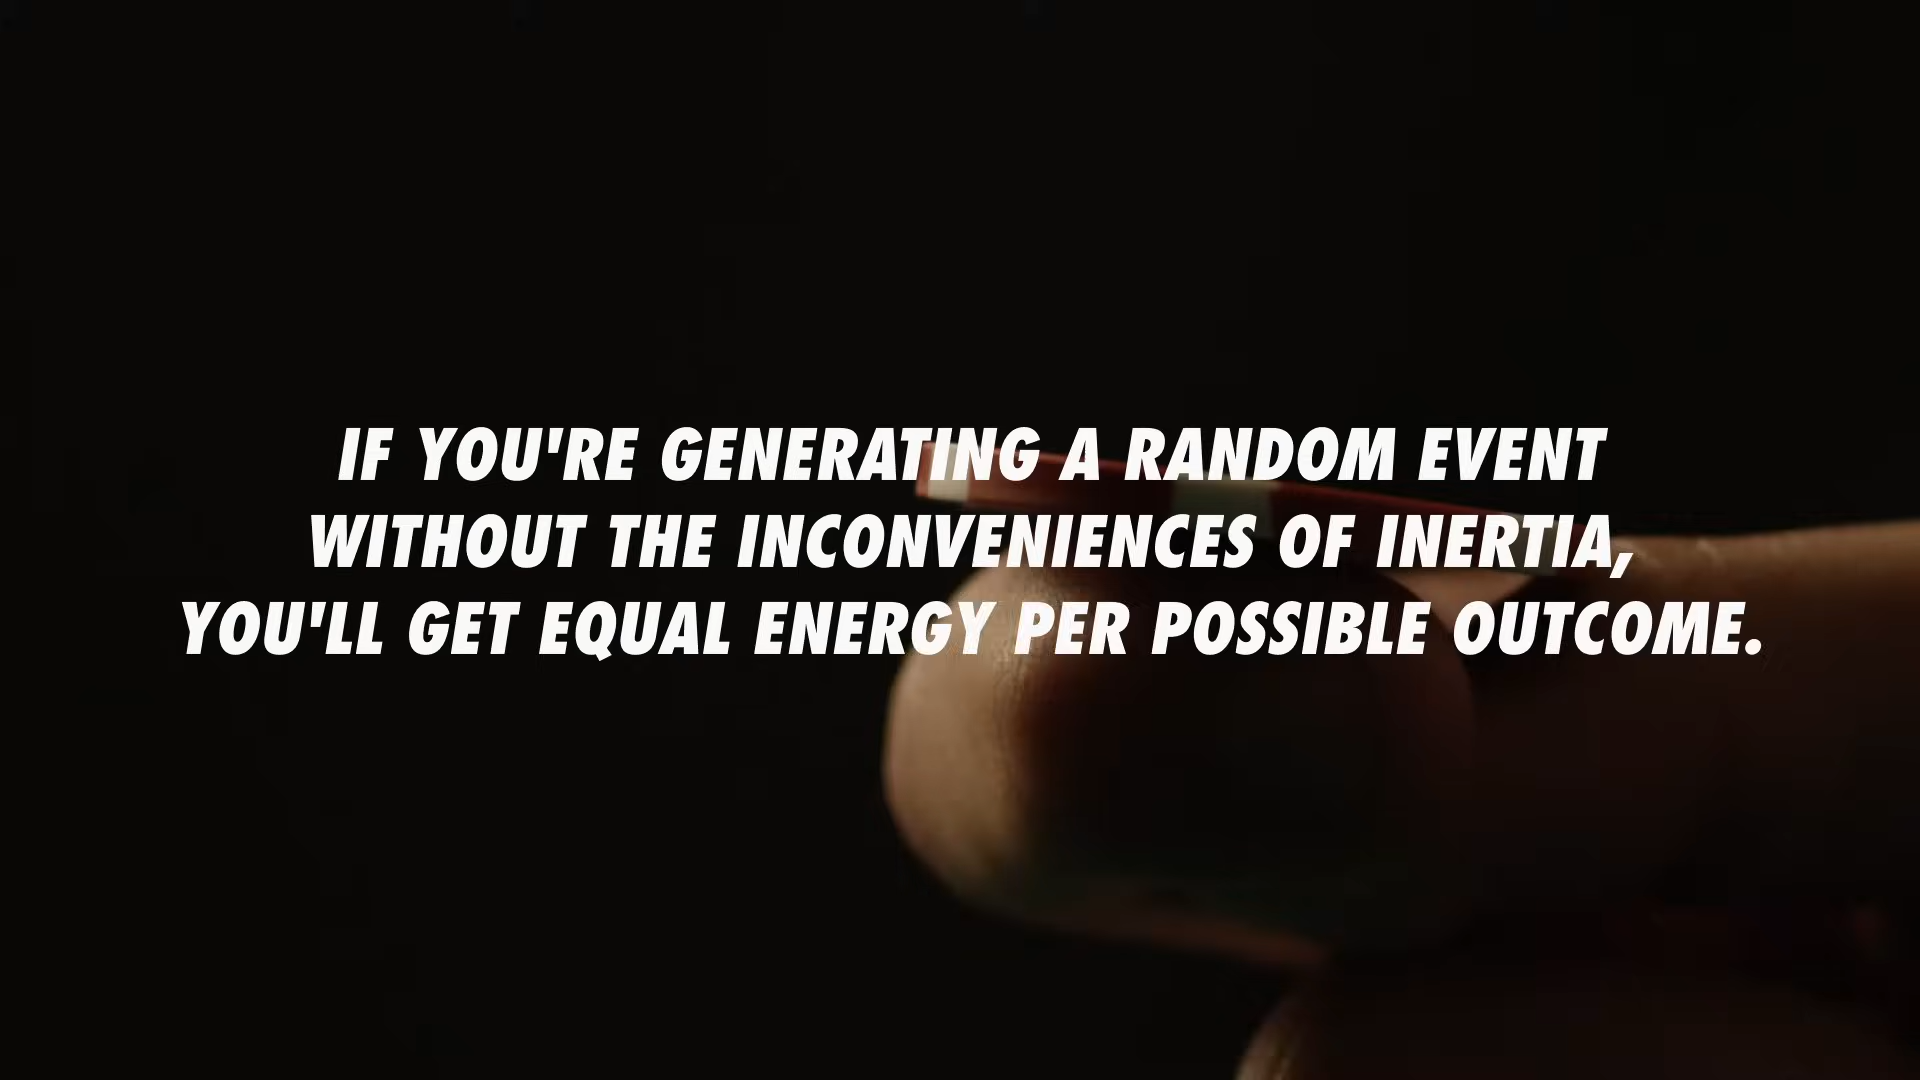 IF YOU'RE GENERATING A RANDOM EVENT
WITHOUT THE INCONVENIENCES OF INERTIA,
YOU'LL GET EQUAL ENERGY PER POSSIBLE OUTCOME.